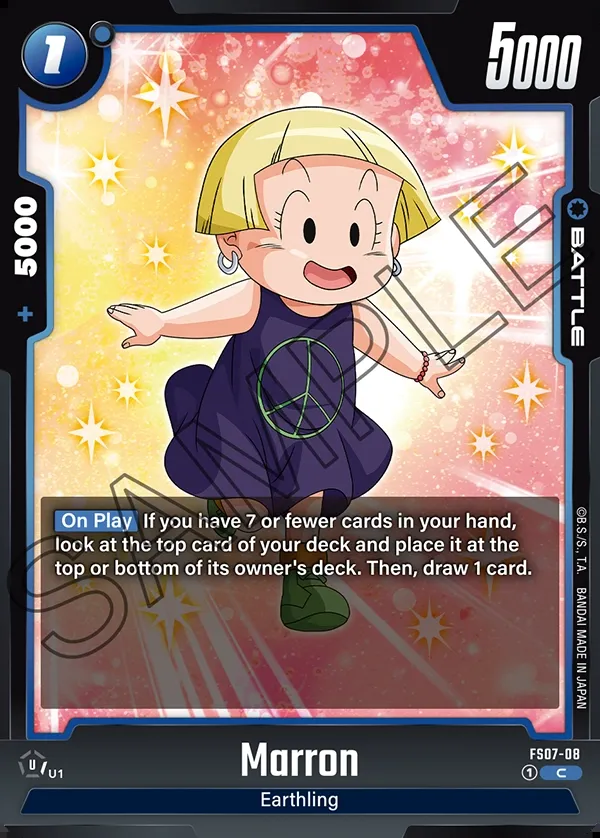 1
5000
+ 5000
BATTLE
SAMPLE
On Play If you have 7 or fewer cards in your hand,
look at the top card of your deck and place it at the
top or bottom of its owner's deck. Then, draw 1 card.
©B.S./S., T.A. BANDAI MADE IN JAPAN
U
U1
Marron
FS07-08
1 C
Earthling